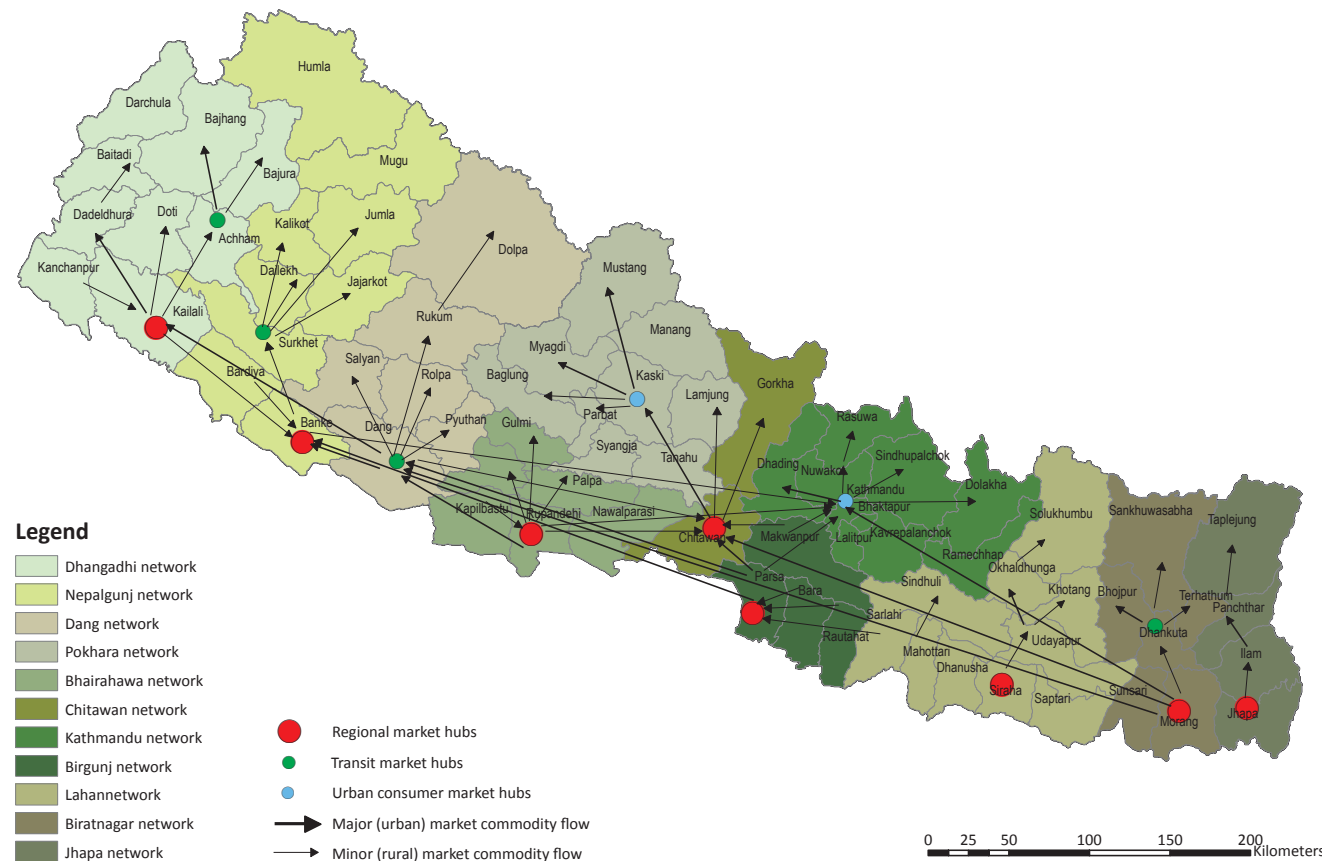 Humla
Darchula
Bajhang
Baitadi
Mugu
Bajura
Dadeldhura
Doti
Jumla
Kalikot
Achham
Dolpa
Kanchanpur
Dailekh
Mustang
Jajarkot
Kailali
Rukum
Manang
Surkhet
Myagdi
Salyan
Bardiya
Rolpa
Baglung
Kaski
Gorkha
Lamjung
Parbat
Rasuwa
Banke
Dang
Pyuthan
Gulmi
Syangja
Tanahu
Sindhupalchok
Dhading
Nuwakot
Palpa
Kathmandu
Dolakha
Kapilbastu
Rupandehi
Nawalparasi
Bhaktapur
Solukhumbu
Sankhuwasabha
Taplejung
Chitawan
Makwanpur
Lalitpur
Kavrepalanchok
Ramechhap
Okhaldhunga
Parsa
Sindhuli
Bara
Khotang
Bhojpur
Terhathum
Panchthar
Sarlahi
Rautahat
Udayapur
Dhankuta
Mahottari
Dhanusha
Ilam
Siraha
Saptari
Sunsari
Morang
Jhapa
Legend
Dhangadhi network
Nepalgunj network
Dang network
Pokhara network
Bhairahawa network
Chitawan network
Kathmandu network
Birgunj network
Lahannetwork
Biratnagar network
Jhapa network
Regional market hubs
Transit market hubs
Urban consumer market hubs
Major (urban) market commodity flow
Minor (rural) market commodity flow
0 25 50 100 150 200
Kilometers